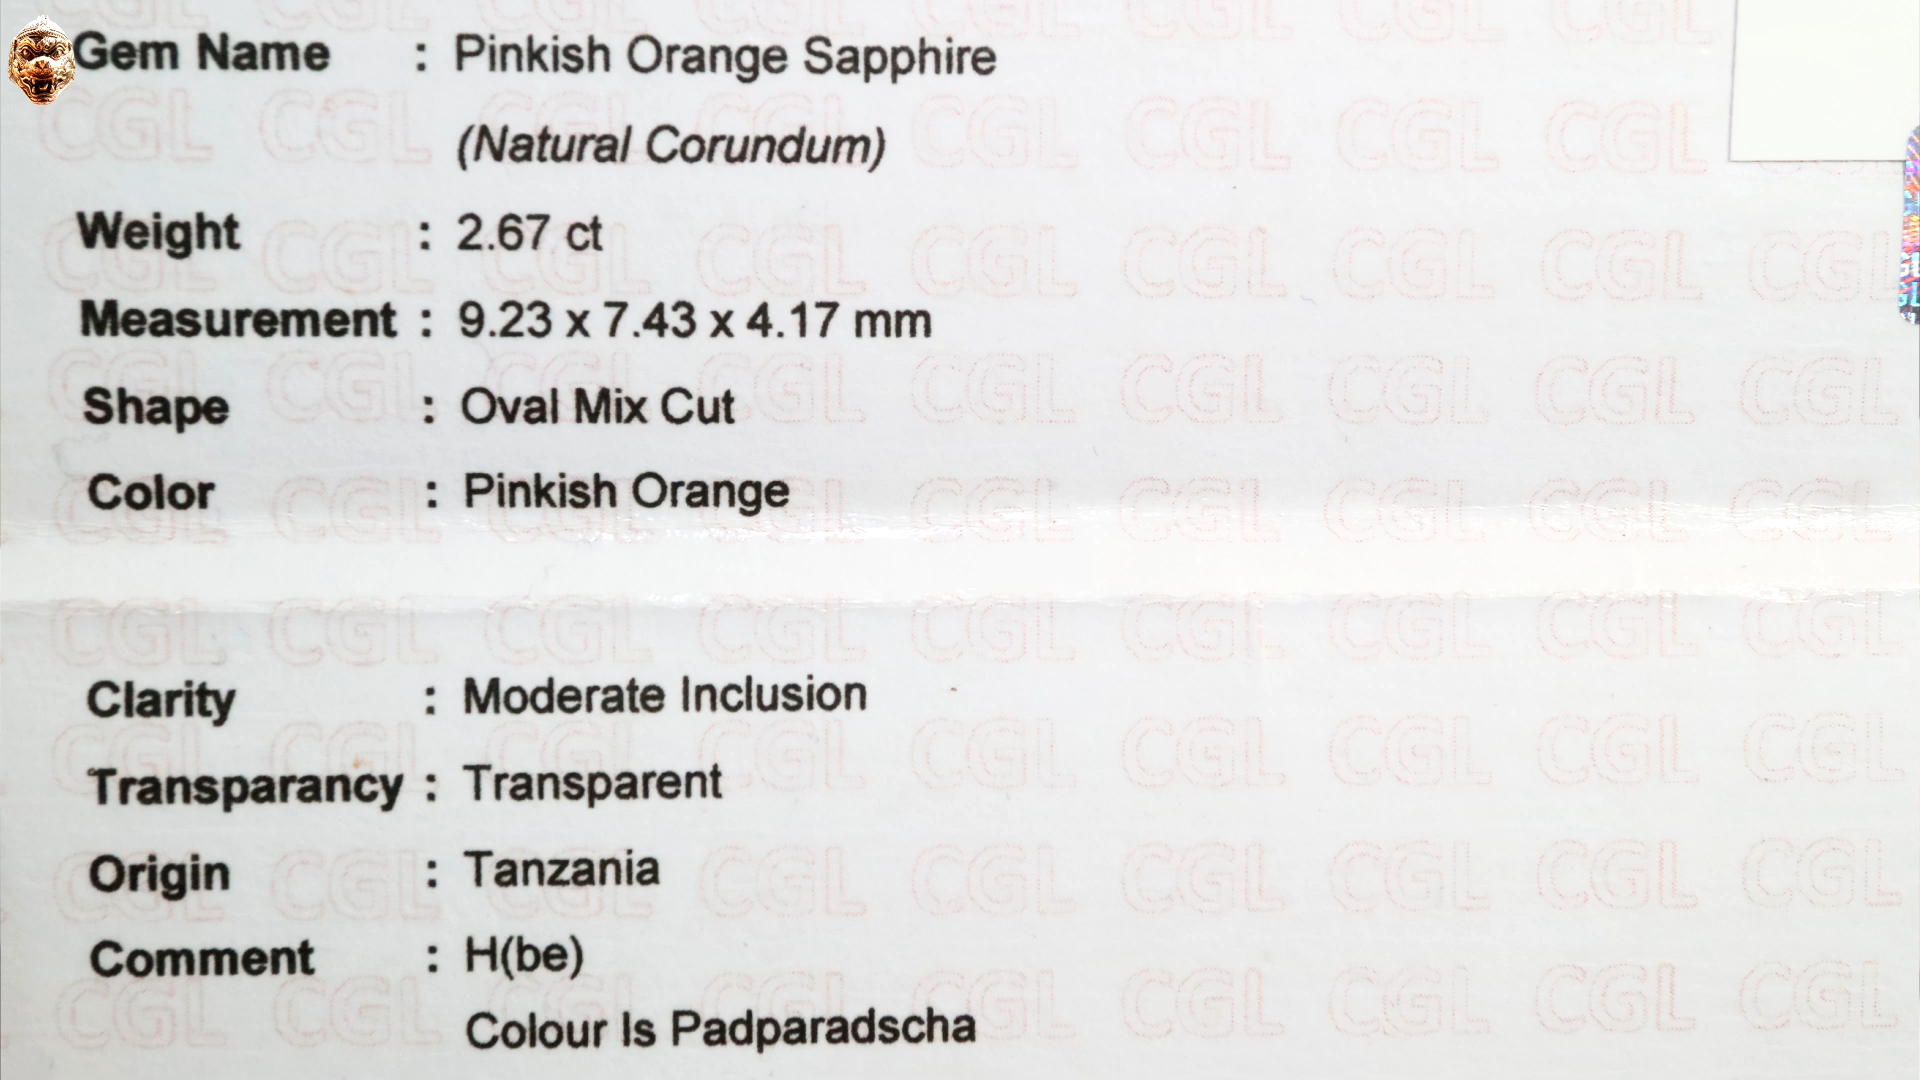 Gem Name : Pinkish Orange Sapphire
(Natural Corundum)
Weight : 2.67 ct
Measurement : 9.23 x 7.43 x 4.17 mm
Shape : Oval Mix Cut
Color : Pinkish Orange
Clarity : Moderate Inclusion
Transparancy : Transparent
Origin : Tanzania
Comment : H(be)
Colour Is Padparadscha